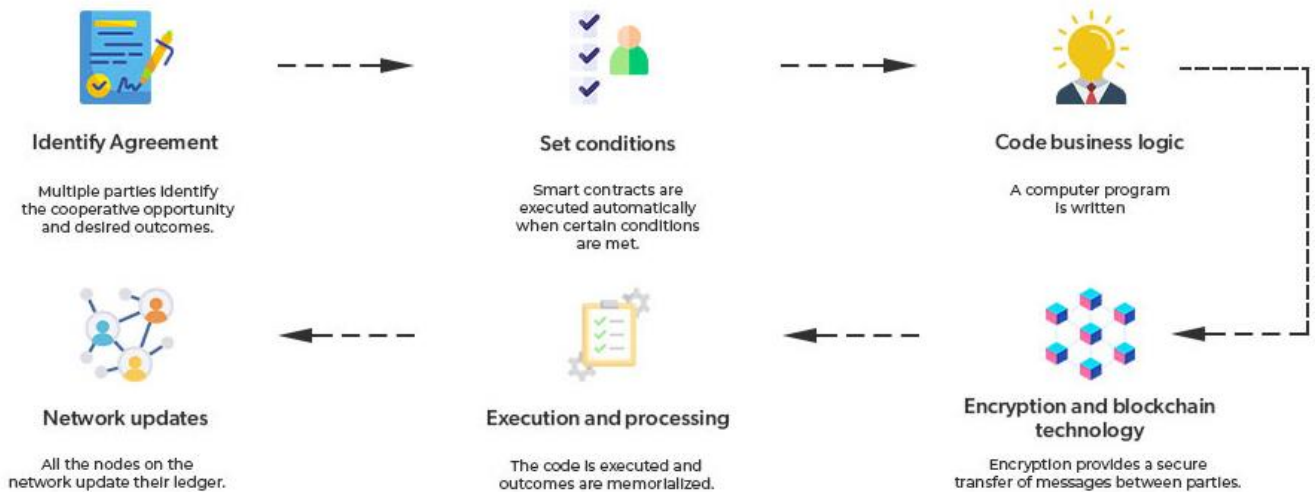 Identify Agreement
Multiple parties identify
the cooperative opportunity
and desired outcomes.
Set conditions
Smart contracts are
executed automatically
when certain conditions
are met.
Code business logic
A computer program
is written
Encryption and blockchain
technology
Encryption provides a secure
transfer of messages between parties.
Execution and processing
The code is executed and
outcomes are memorialized.
Network updates
All the nodes on the
network update their ledger.